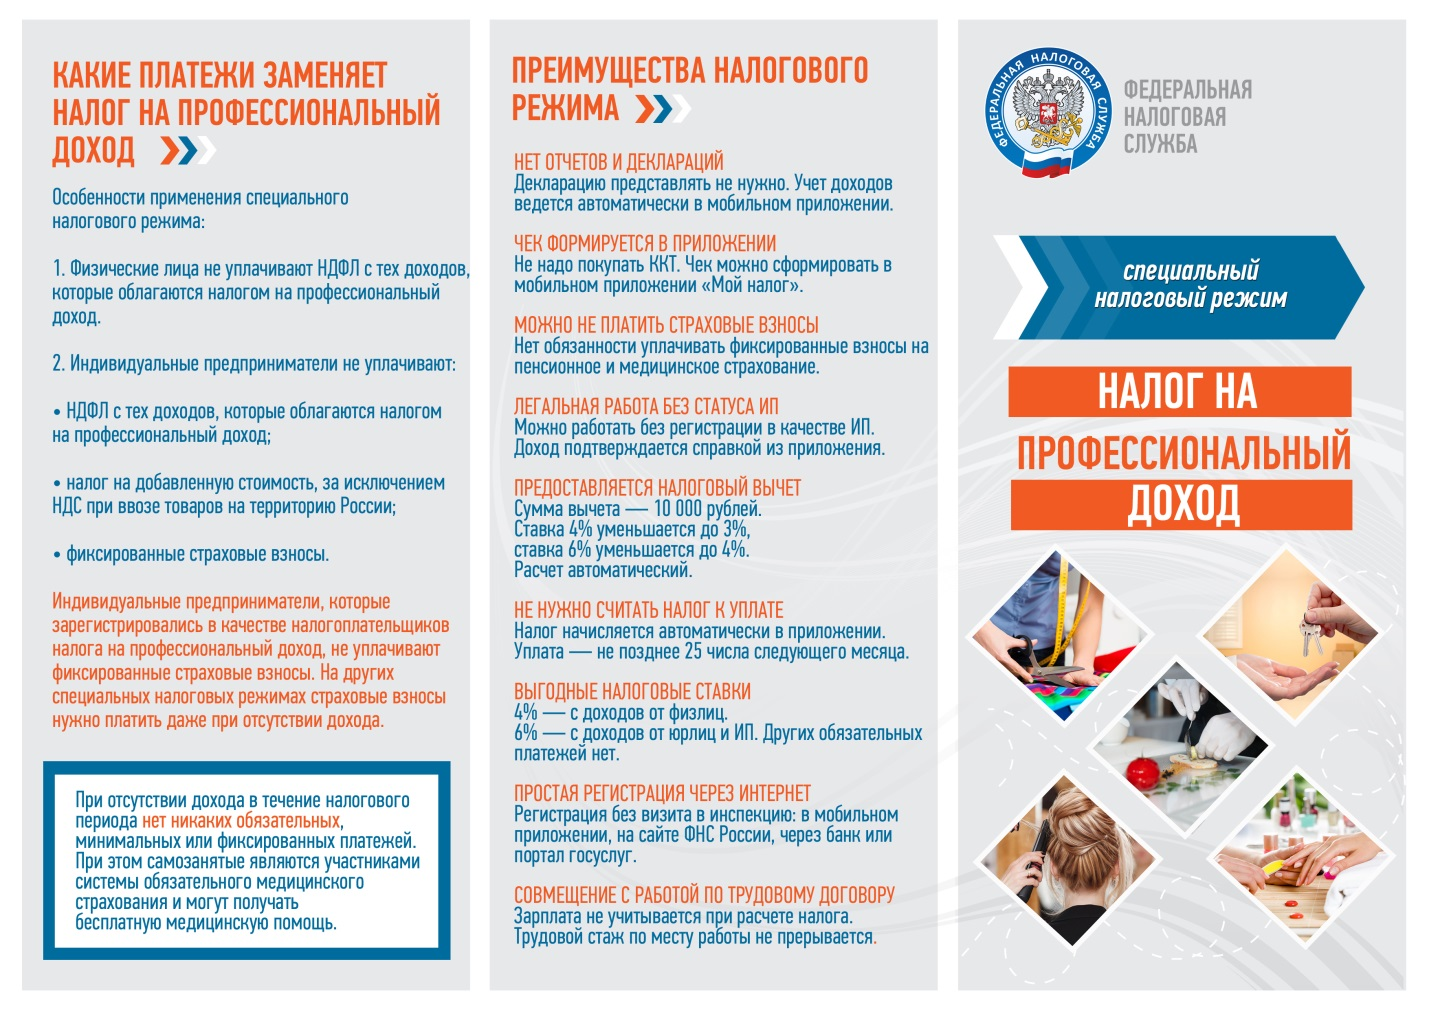 КАКИЕ ПЛАТЕЖИ ЗАМЕНЯЕТ
НАЛОГ НА ПРОФЕССИОНАЛЬНЫЙ
ДОХОД
Особенности применения специального
налогового режима:
1. Физические лица не уплачивают НДФЛ с тех доходов,
которые облагаются налогом на профессиональный
доход.
2. Индивидуальные предприниматели не уплачивают:
• НДФЛ с тех доходов, которые облагаются налогом
на профессиональный доход;
• налог на добавленную стоимость, за исключением
НДС при ввозе товаров на территорию России;
• фиксированные страховые взносы.
Индивидуальные предприниматели, которые
зарегистрировались в качестве налогоплательщиков
налога на профессиональный доход, не уплачивают
фиксированные страховые взносы. На других
специальных налоговых режимах страховые взносы
нужно платить даже при отсутствии дохода.
При отсутствии дохода в течение налогового
периода нет никаких обязательных,
минимальных или фиксированных платежей.
При этом самозанятые являются участниками
системы обязательного медицинского
страхования и могут получать
бесплатную медицинскую помощь.
ПРЕИМУЩЕСТВА НАЛОГОВОГО
РЕЖИМА
НЕТ ОТЧЕТОВ И ДЕКЛАРАЦИЙ
Декларацию представлять не нужно. Учет доходов
ведется автоматически в мобильном приложении.
ЧЕК ФОРМИРУЕТСЯ В ПРИЛОЖЕНИИ
Не надо покупать ККТ. Чек можно сформировать в
мобильном приложении «Мой налог».
МОЖНО НЕ ПЛАТИТЬ СТРАХОВЫЕ ВЗНОСЫ
Нет обязанности уплачивать фиксированные взносы на
пенсионное и медицинское страхование.
ЛЕГАЛЬНАЯ РАБОТА БЕЗ СТАТУСА ИП
Можно работать без регистрации в качестве ИП.
Доход подтверждается справкой из приложения.
ПРЕДОСТАВЛЯЕТСЯ НАЛОГОВЫЙ ВЫЧЕТ
Сумма вычета — 10 000 рублей.
Ставка 4% уменьшается до 3%,
ставка 6% уменьшается до 4%.
Расчет автоматический.
НЕ НУЖНО СЧИТАТЬ НАЛОГ К УПЛАТЕ
Налог начисляется автоматически в приложении.
Уплата — не позднее 25 числа следующего месяца.
ВЫГОДНЫЕ НАЛОГОВЫЕ СТАВКИ
4% — с доходов от физлиц.
6% — с доходов от юрлиц и ИП. Других обязательных
платежей нет.
ПРОСТАЯ РЕГИСТРАЦИЯ ЧЕРЕЗ ИНТЕРНЕТ
Регистрация без визита в инспекцию: в мобильном
приложении, на сайте ФНС России, через банк или
портал госуслуг.
СОВМЕЩЕНИЕ С РАБОТОЙ ПО ТРУДОВОМУ ДОГОВОРУ
Зарплата не учитывается при расчете налога.
Трудовой стаж по месту работы не прерывается.
ФЕДЕРАЛЬНАЯ НАЛОГОВАЯ СЛУЖБА
ФЕДЕРАЛЬНАЯ
НАЛОГОВАЯ
СЛУЖБА
специальный
налоговый режим
НАЛОГ НА
ПРОФЕССИОНАЛЬНЫЙ
ДОХОД